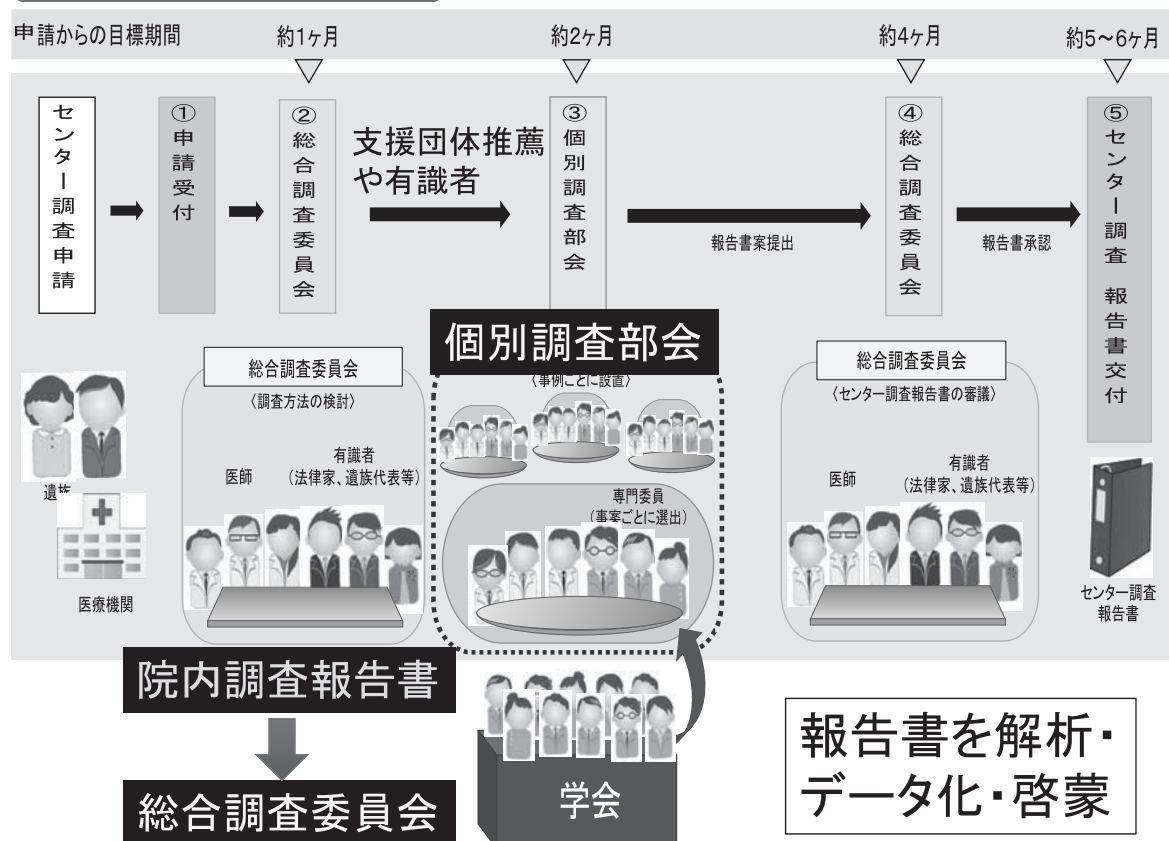 申請からの目標期間
約1ヶ月
約2ヶ月
約4ヶ月
約5～6ヶ月
センター調査申請
①申請受付
②総合調査委員会
支援団体推薦
や有識者
③個別調査部会
報告書案提出
④総合調査委員会
報告書承認
⑤センター調査 報告書交付
遺族
医療機関
総合調査委員会
〈調査方法の検討〉
医師
有識者
（法律家、遺族代表等）
個別調査部会
〈事例ごとに設置〉
専門委員
（事案ごとに選出）
総合調査委員会
〈センター調査報告書の審議〉
医師
有識者
（法律家、遺族代表等）
センター調査
報告書
院内調査報告書
総合調査委員会
学会
報告書を解析・
データ化・啓蒙